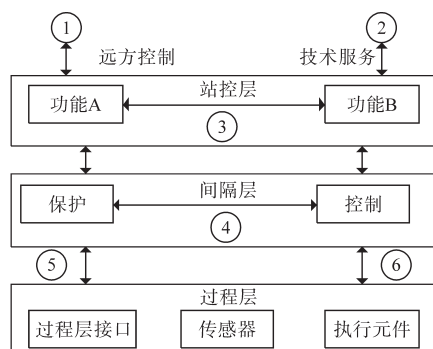 ① ②
远方控制 技术服务
站控层
功能A 功能B
③
间隔层
保护 控制
④
⑤ ⑥
过程层
过程层接口 传感器 执行元件